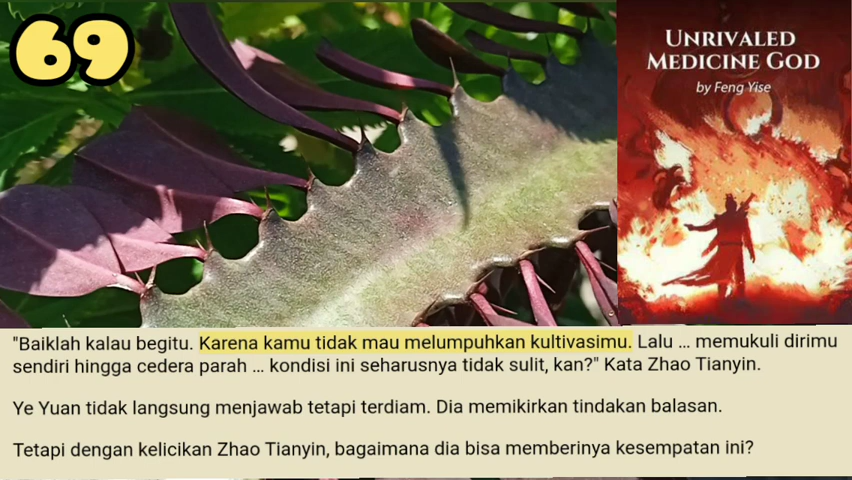 69
UNRIVALED
MEDICINE GOD
by Feng Yise
"Baiklah kalau begitu. Karena kamu tidak mau melumpuhkan kultivasimu. Lalu ... memukuli dirimu
sendiri hingga cedera parah ... kondisi ini seharusnya tidak sulit, kan?" Kata Zhao Tianyin.
Ye Yuan tidak langsung menjawab tetapi terdiam. Dia memikirkan tindakan balasan.
Tetapi dengan kelicikan Zhao Tianyin, bagaimana dia bisa memberinya kesempatan ini?